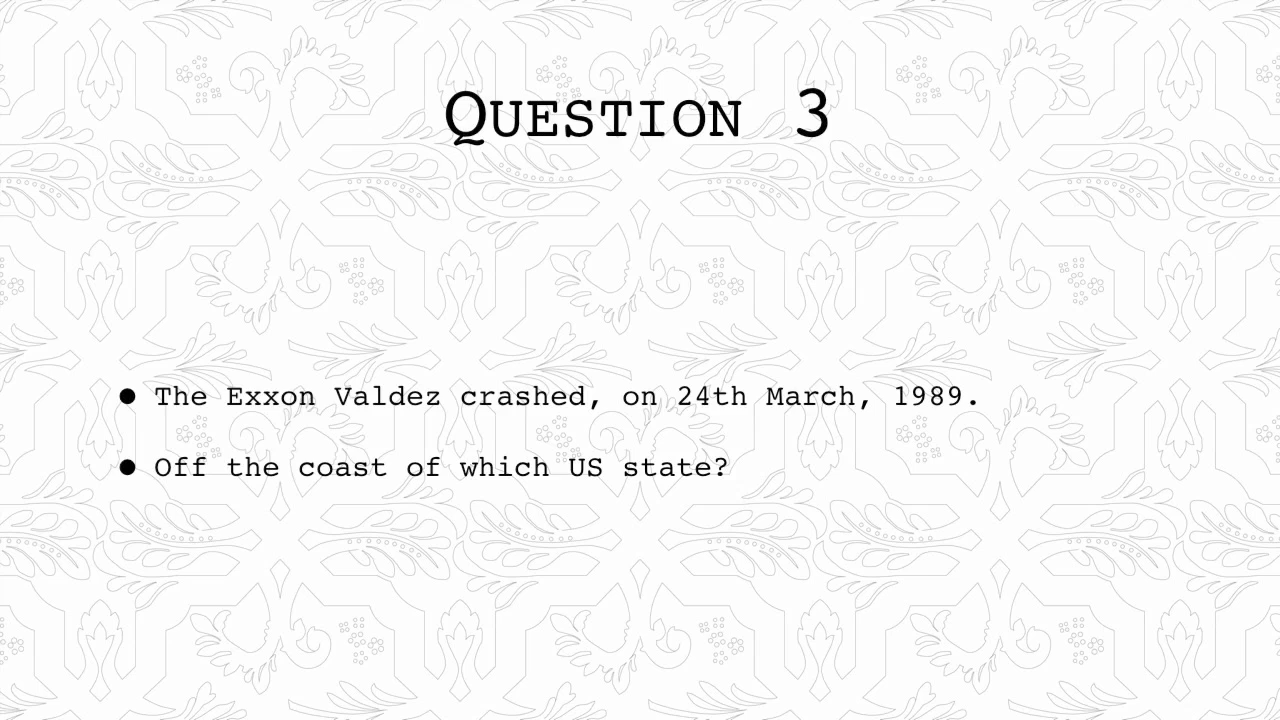 Question 3
● The Exxon Valdez crashed, on 24th March, 1989.
● Off the coast of which US state?